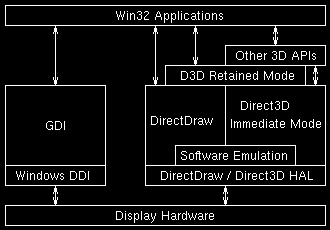 Win32 Applications
Other 3D APIs
D3D Retained Mode
GDI
DirectDraw
Direct3D
Immediate Mode
Software Emulation
Windows DDI
DirectDraw / Direct3D HAL
Display Hardware